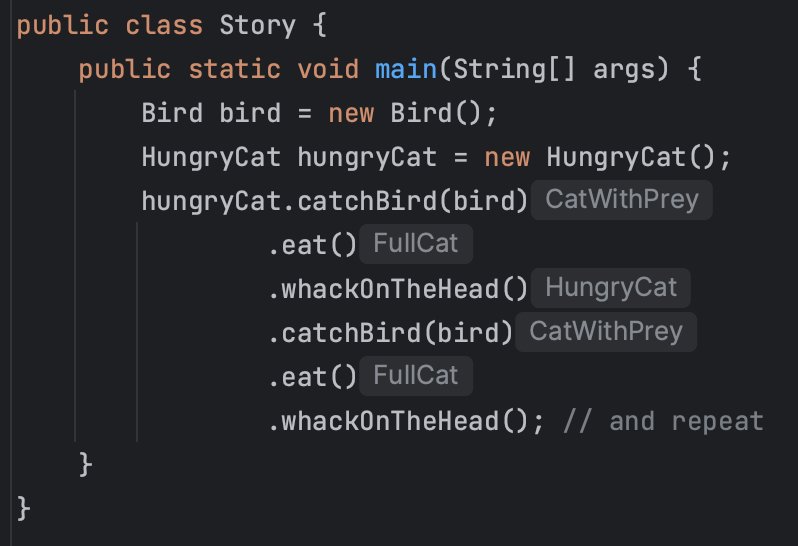 public class Story {
    public static void main(String[] args) {
        Bird bird = new Bird();
        HungryCat hungryCat = new HungryCat();
        hungryCat.catchBird(bird) CatWithPrey
                .eat() FullCat
                .whackOnTheHead() HungryCat
                .catchBird(bird) CatWithPrey
                .eat() FullCat
                .whackOnTheHead(); // and repeat
    }
}